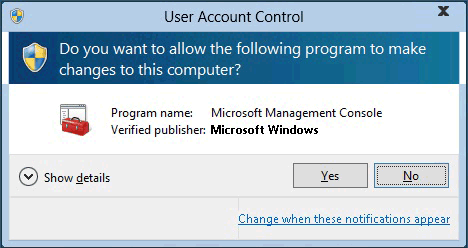 User Account Control
Do you want to allow the following program to make
changes to this computer?
Program name: Microsoft Management Console
Verified publisher: Microsoft Windows
Show details
Yes
No
Change when these notifications appear